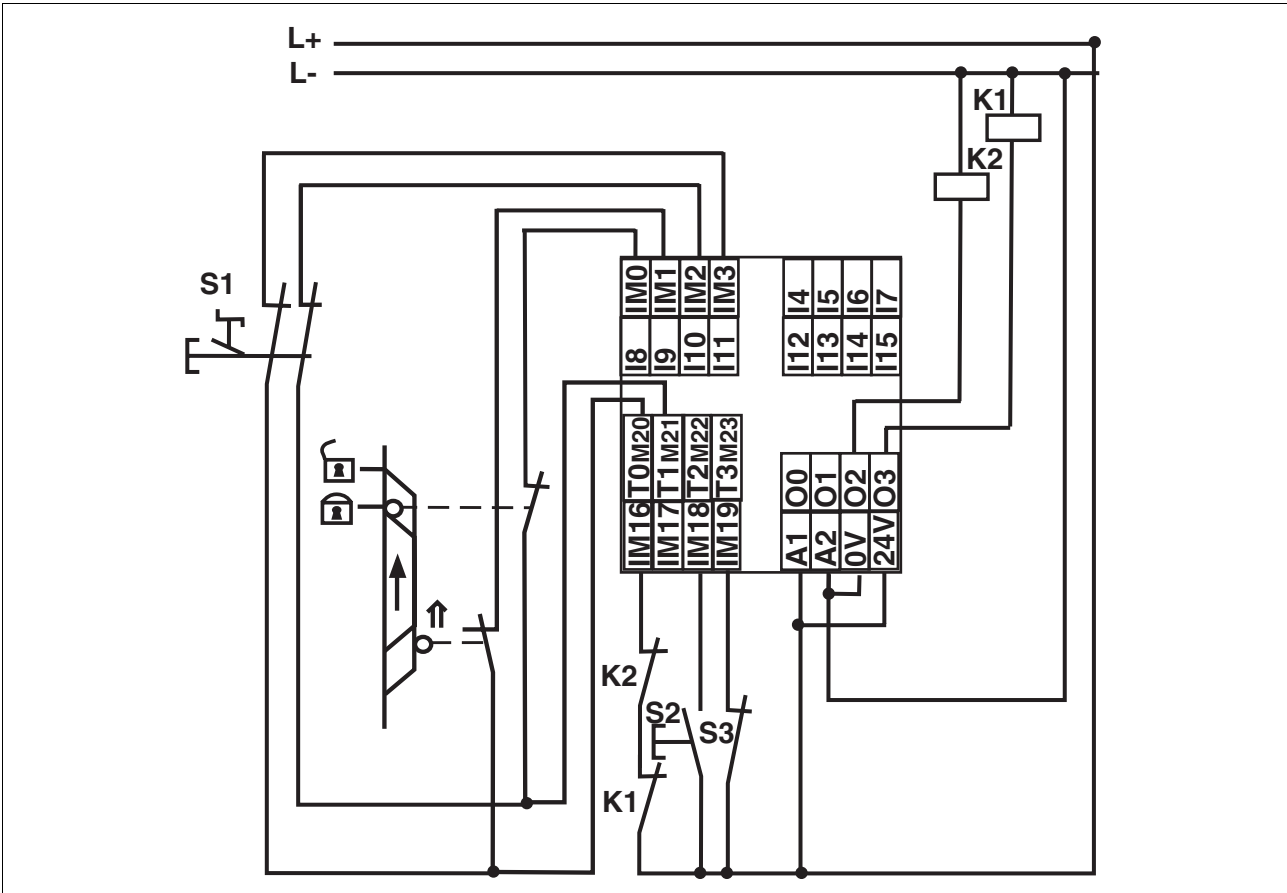 L+
L-
K1
K2
S1
IM0 IM1 IM2 IM3
I4 I5 I6 I7
I8 I9 I10 I11
I12 I13 I14 I15
T0M20 T1M21 T2M22 T3M23
O0 O1 O2 O3
IM16 IM17 IM18 IM19
A1 A2 0V 24V
K2
S2
S3
K1